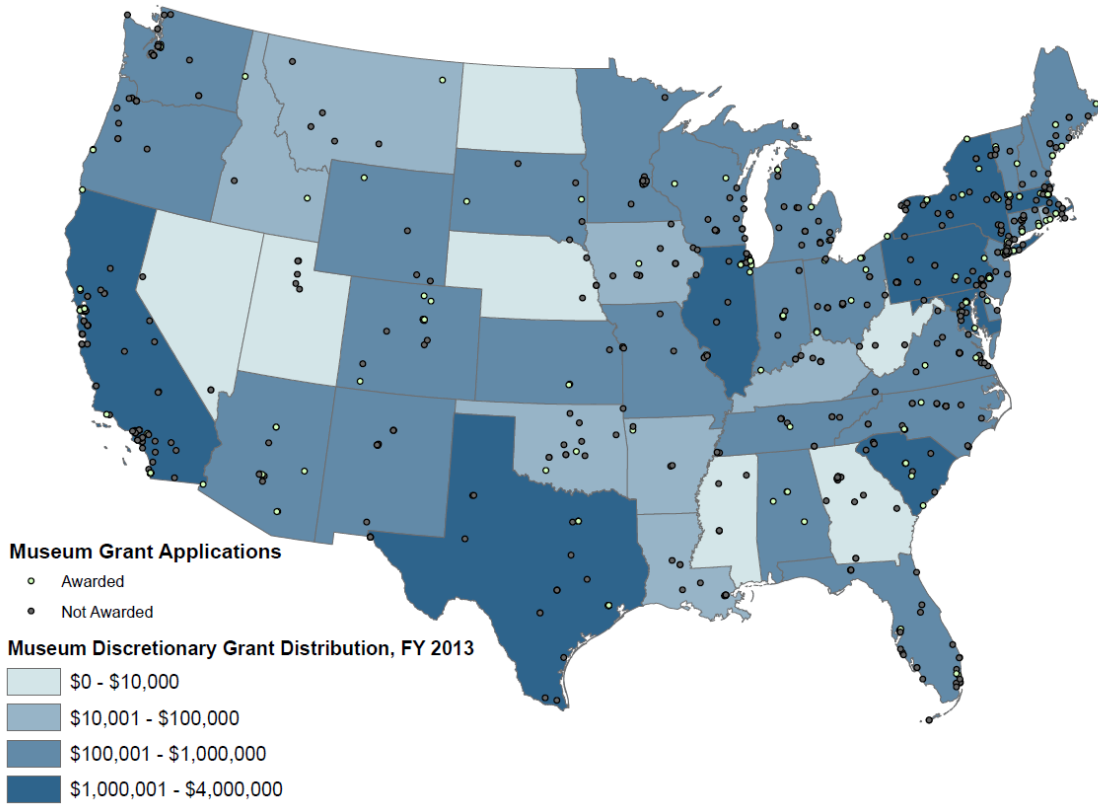 Museum Grant Applications
Awarded
Not Awarded
Museum Discretionary Grant Distribution, FY 2013
$0 - $10,000
$10,001 - $100,000
$100,001 - $1,000,000
$1,000,001 - $4,000,000